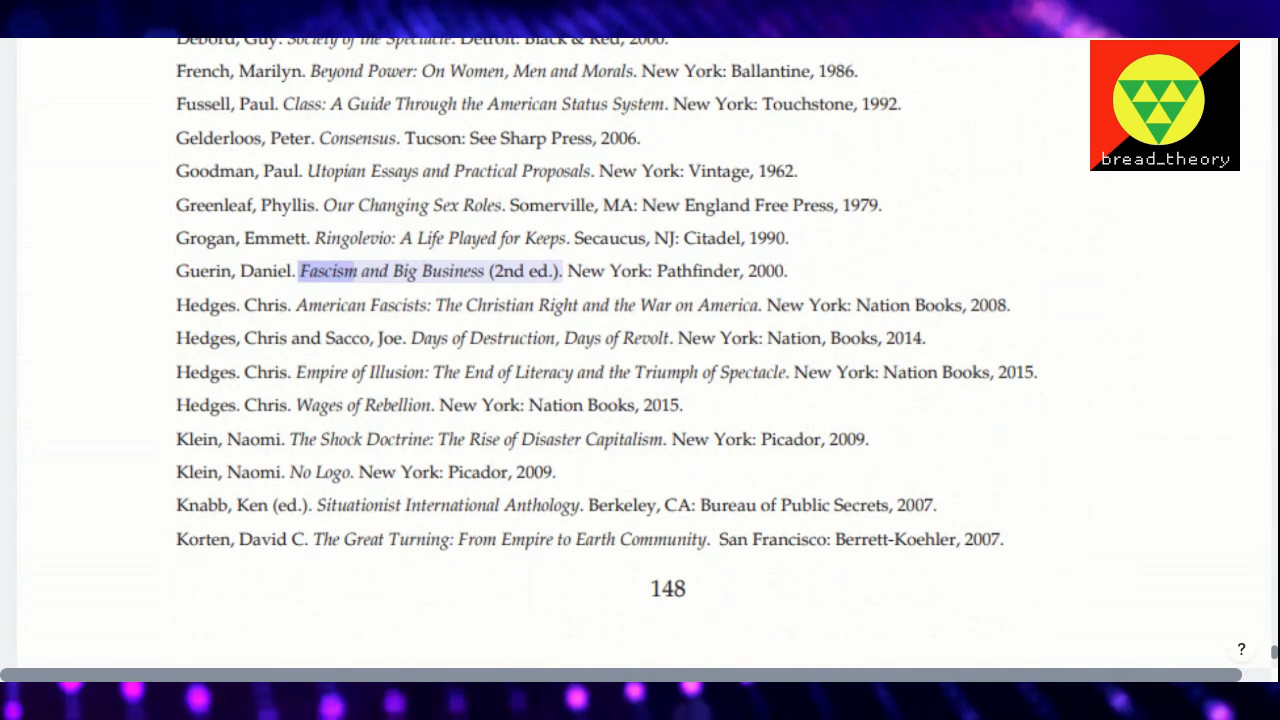 Debord, Guy. Society of the Spectacle. Detroit: Black & Red, 2000.
French, Marilyn. Beyond Power: On Women, Men and Morals. New York: Ballantine, 1986.
Fussell, Paul. Class: A Guide Through the American Status System. New York: Touchstone, 1992.
Gelderloos, Peter. Consensus. Tucson: See Sharp Press, 2006.
Goodman, Paul. Utopian Essays and Practical Proposals. New York: Vintage, 1962.
bread_theory
Greenleaf, Phyllis. Our Changing Sex Roles. Somerville, MA: New England Free Press, 1979.
Grogan, Emmett. Ringolevio: A Life Played for Keeps. Secaucus, NJ: Citadel, 1990.
Guerin, Daniel. Fascism and Big Business (2nd ed.). New York: Pathfinder, 2000.
Hedges. Chris. American Fascists: The Christian Right and the War on America. New York: Nation Books, 2008.
Hedges, Chris and Sacco, Joe. Days of Destruction, Days of Revolt. New York: Nation, Books, 2014.
Hedges. Chris. Empire of Illusion: The End of Literacy and the Triumph of Spectacle. New York: Nation Books, 2015.
Hedges. Chris. Wages of Rebellion. New York: Nation Books, 2015.
Klein, Naomi. The Shock Doctrine: The Rise of Disaster Capitalism. New York: Picador, 2009.
Klein, Naomi. No Logo. New York: Picador, 2009.
Knabb, Ken (ed.). Situationist International Anthology. Berkeley, CA: Bureau of Public Secrets, 2007.
Korten, David C. The Great Turning: From Empire to Earth Community. San Francisco: Berrett-Koehler, 2007.
148
?